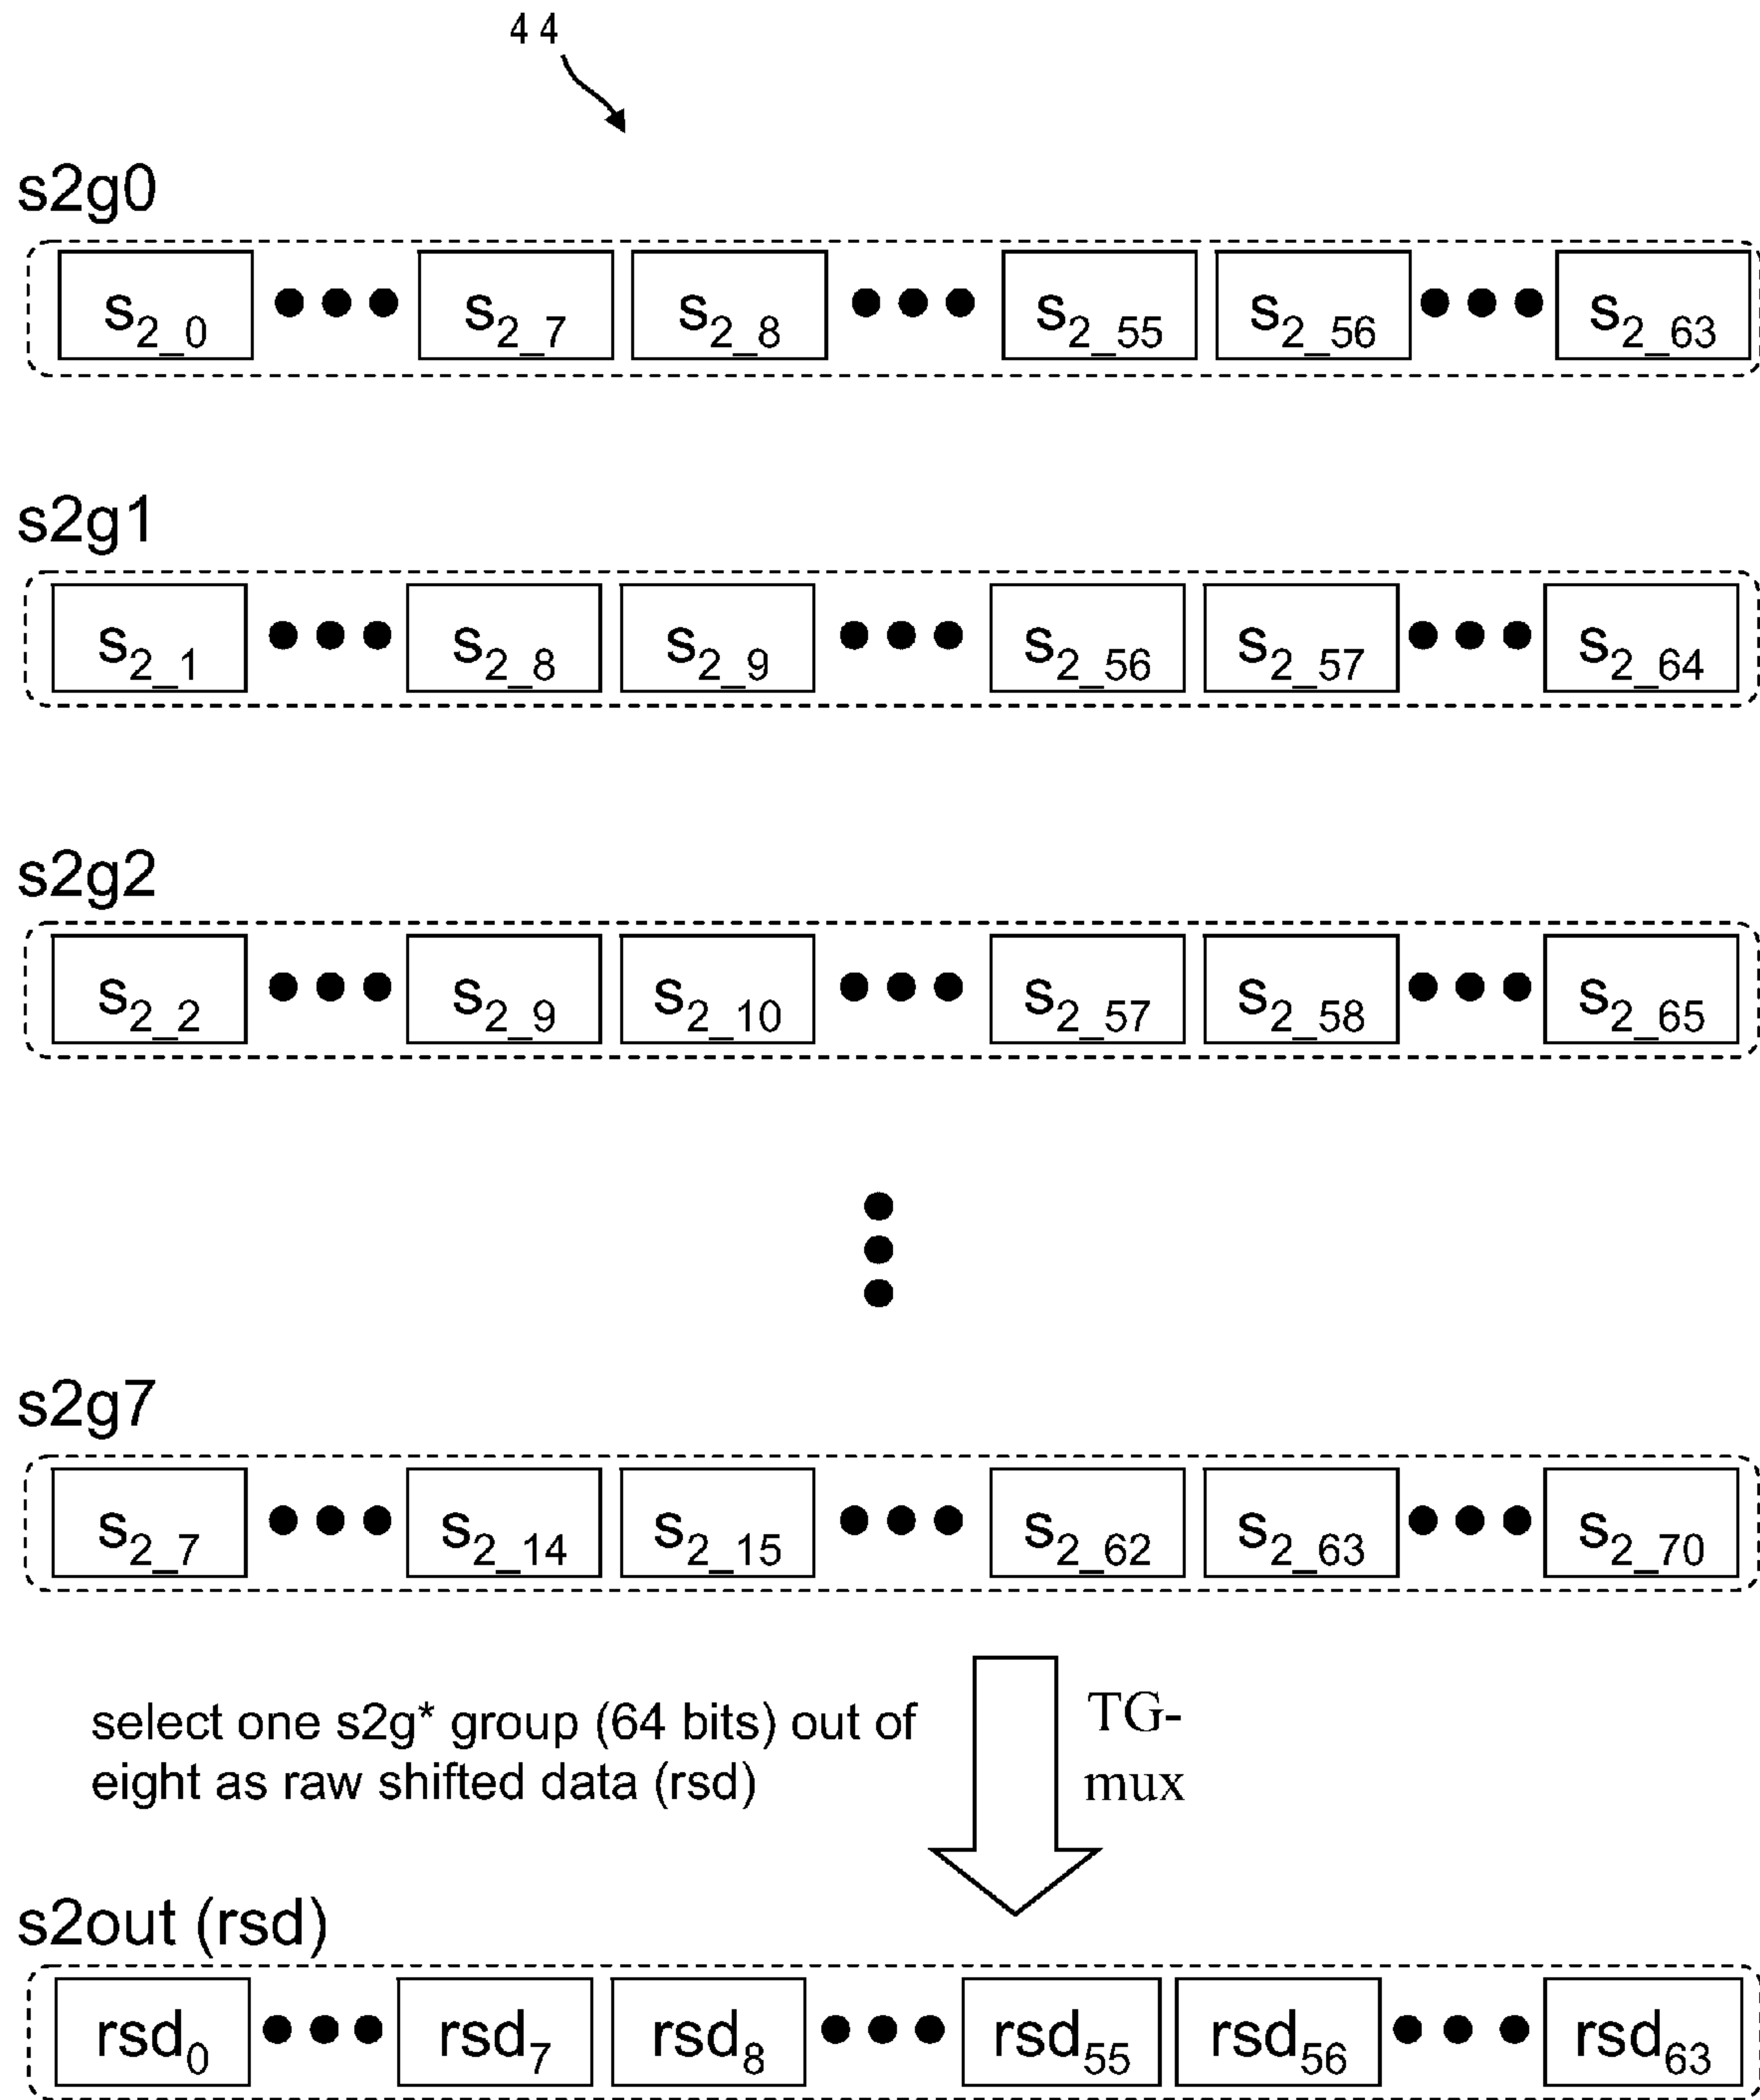 44
s2g0
s2_0 ••• s2_7 s2_8 ••• s2_55 s2_56 ••• s2_63
s2g1
s2_1 ••• s2_8 s2_9 ••• s2_56 s2_57 ••• s2_64
s2g2
s2_2 ••• s2_9 s2_10 ••• s2_57 s2_58 ••• s2_65
s2g7
s2_7 ••• s2_14 s2_15 ••• s2_62 s2_63 ••• s2_70
select one s2g* group (64 bits) out of
eight as raw shifted data (rsd)
TG-
mux
s2out (rsd)
rsd0 ••• rsd7 rsd8 ••• rsd55 rsd56 ••• rsd63